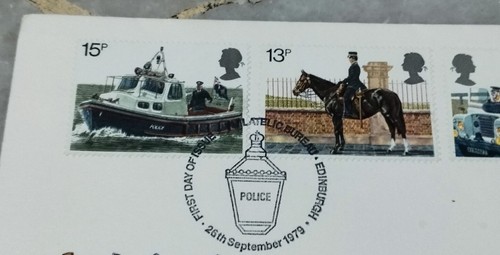 15P
13P
FIRST DAY OF ISSUE · PHILATELIC BUREAU · EDINBURGH ·
POLICE
26th September 1979